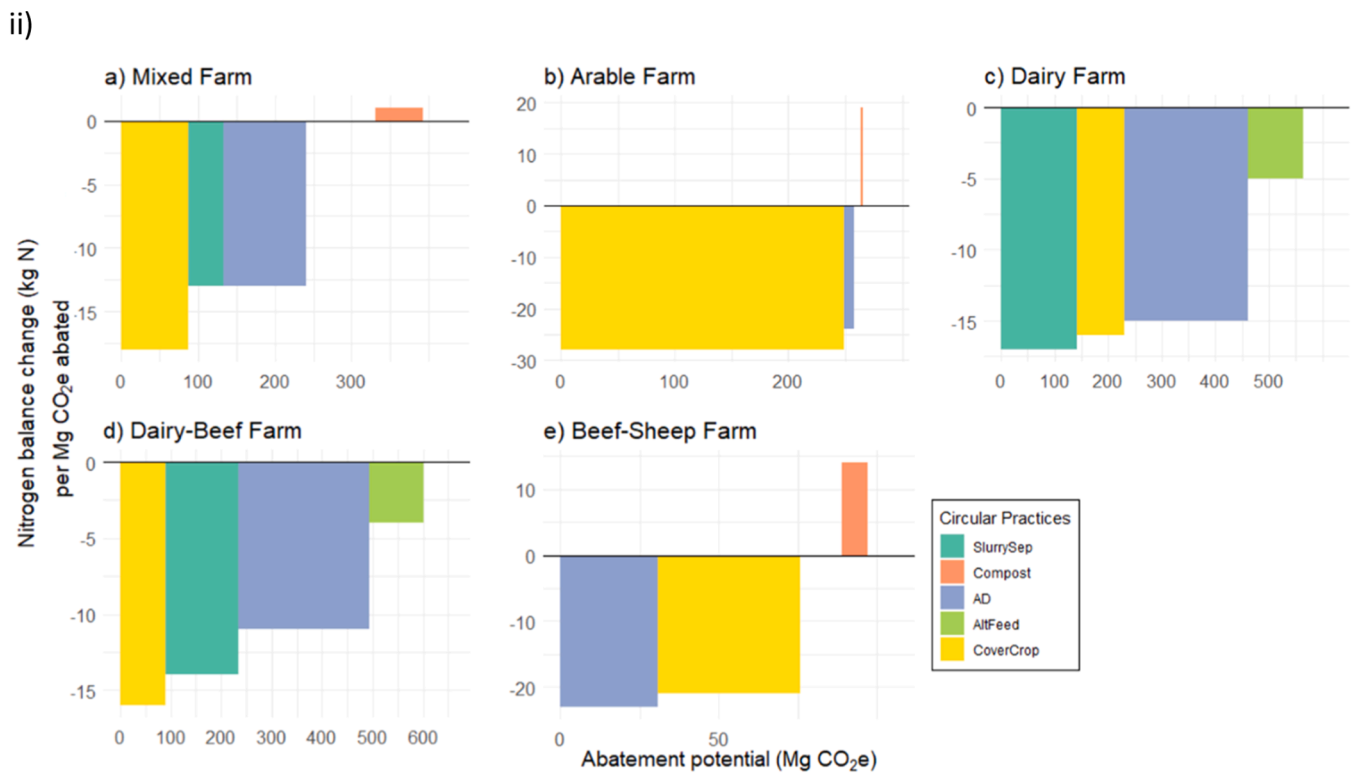 ii)
a) Mixed Farm
0
-5
-10
-15
0 100 200 300
b) Arable Farm
20
10
0
-10
-20
-30
0 200
c) Dairy Farm
0
-5
-10
-15
0 100 200 300 400 500
Nitrogen balance change (kg N)
per Mg CO₂e abated
d) Dairy-Beef Farm
0
-5
-10
-15
0 100 200 300 400 500 600
e) Beef-Sheep Farm
10
0
-10
-20
0 50
Abatement potential (Mg CO₂e)
Circular Practices
SlurrySep
Compost
AD
AltFeed
CoverCrop